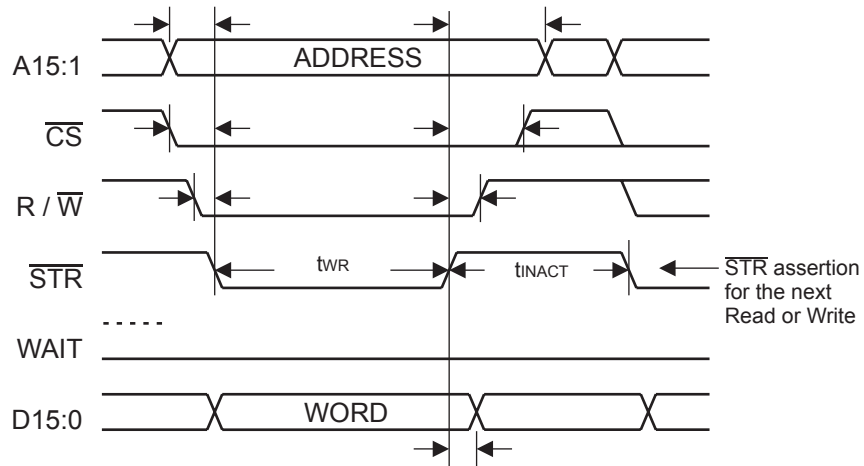 A15:1 ADDRESS
CS
R / W
STR tWR tINACT STR assertion
for the next
Read or Write
WAIT
D15:0 WORD